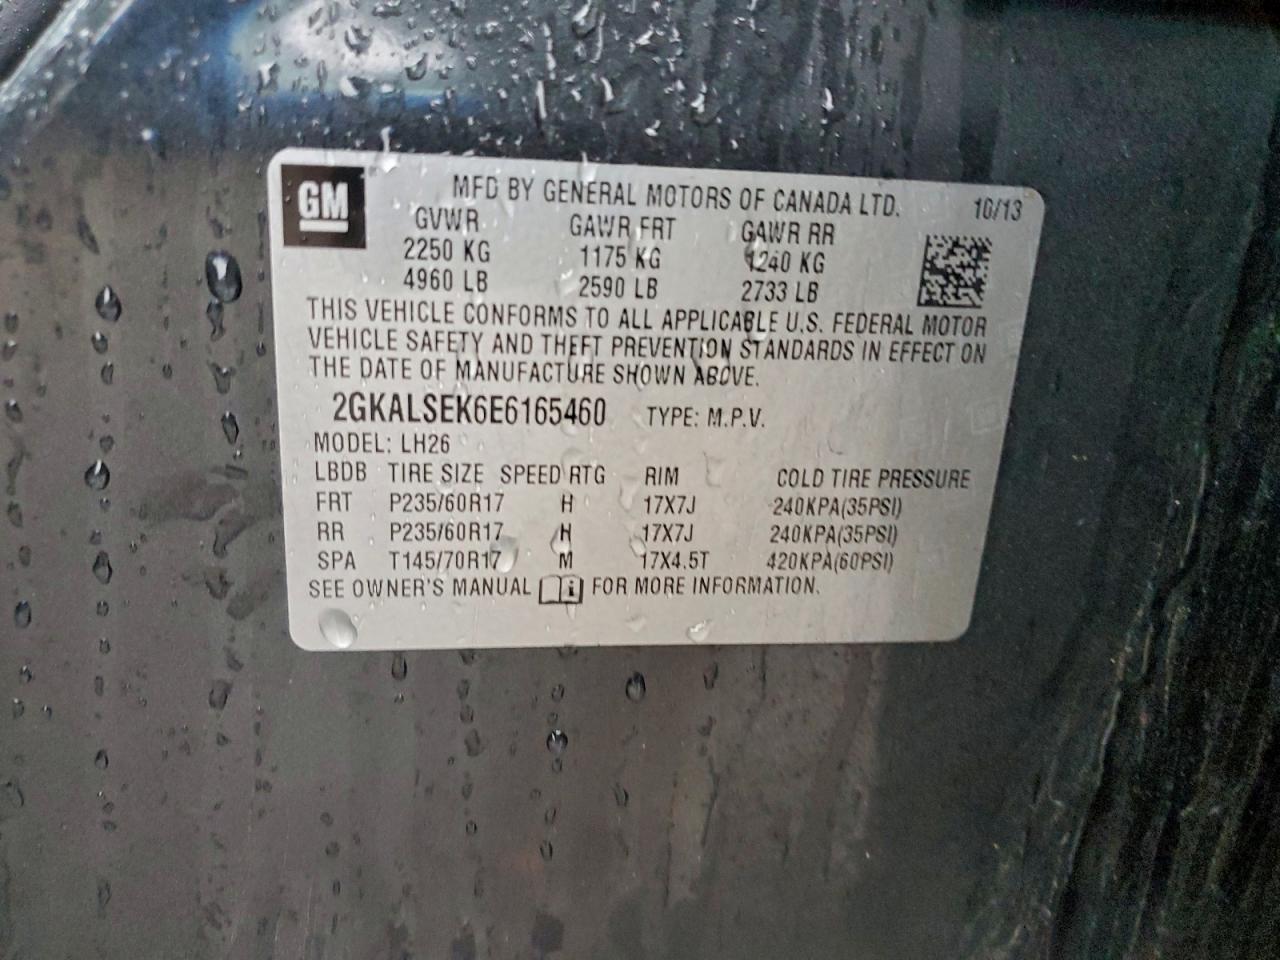 GM
MFD BY GENERAL MOTORS OF CANADA LTD. 10/13
GVWR GAWR FRT GAWR RR
2250 KG 1175 KG 1240 KG
4960 LB 2590 LB 2733 LB
THIS VEHICLE CONFORMS TO ALL APPLICABLE U.S. FEDERAL MOTOR
VEHICLE SAFETY AND THEFT PREVENTION STANDARDS IN EFFECT ON
THE DATE OF MANUFACTURE SHOWN ABOVE.
2GKALSEK6E6165460 TYPE: M.P.V.
MODEL: LH26
LBDB TIRE SIZE SPEED RTG RIM COLD TIRE PRESSURE
FRT P235/60R17 H 17X7J 240KPA(35PSI)
RR P235/60R17 H 17X7J 240KPA(35PSI)
SPA T145/70R17 M 17X4.5T 420KPA(60PSI)
SEE OWNER'S MANUAL i FOR MORE INFORMATION.